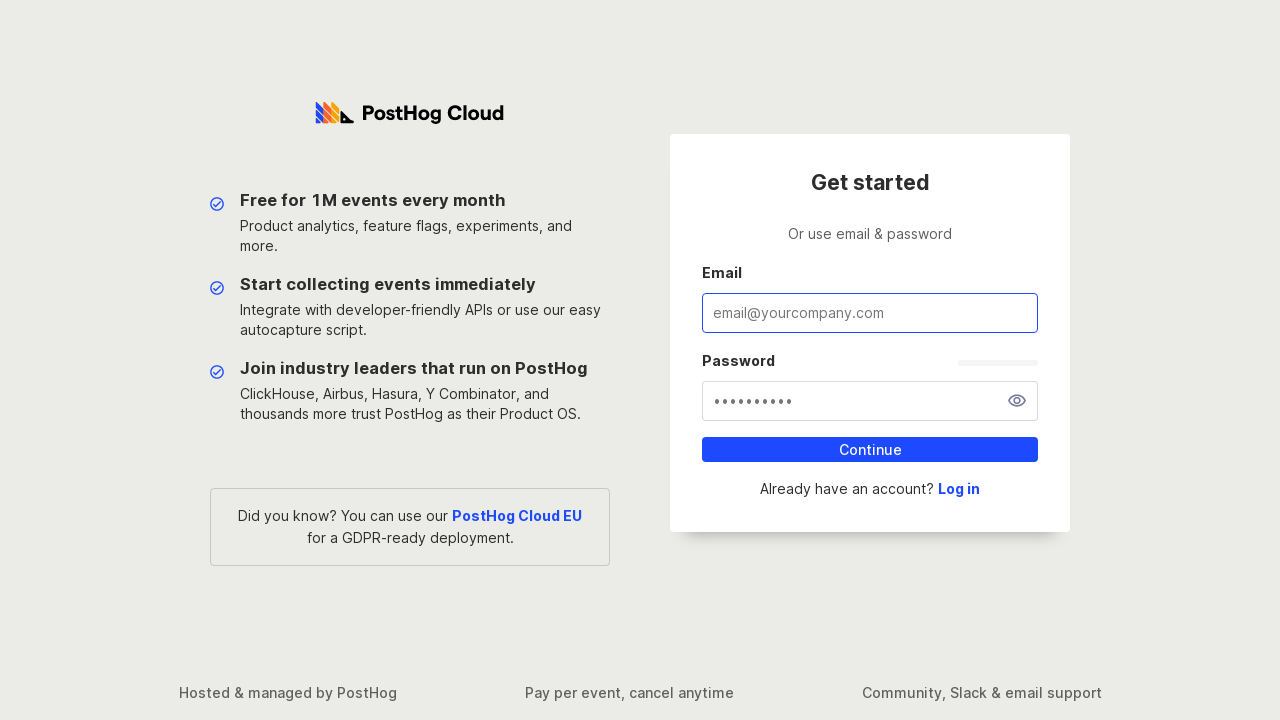 PostHog Cloud
Free for 1M events every month
Product analytics, feature flags, experiments, and
more.
Start collecting events immediately
Integrate with developer-friendly APIs or use our easy
autocapture script.
Join industry leaders that run on PostHog
ClickHouse, Airbus, Hasura, Y Combinator, and
thousands more trust PostHog as their Product OS.
Did you know? You can use our PostHog Cloud EU
for a GDPR-ready deployment.
Get started
Or use email & password
Email
email@yourcompany.com
Password
••••••••••
Continue
Already have an account? Log in
Hosted & managed by PostHog
Pay per event, cancel anytime
Community, Slack & email support